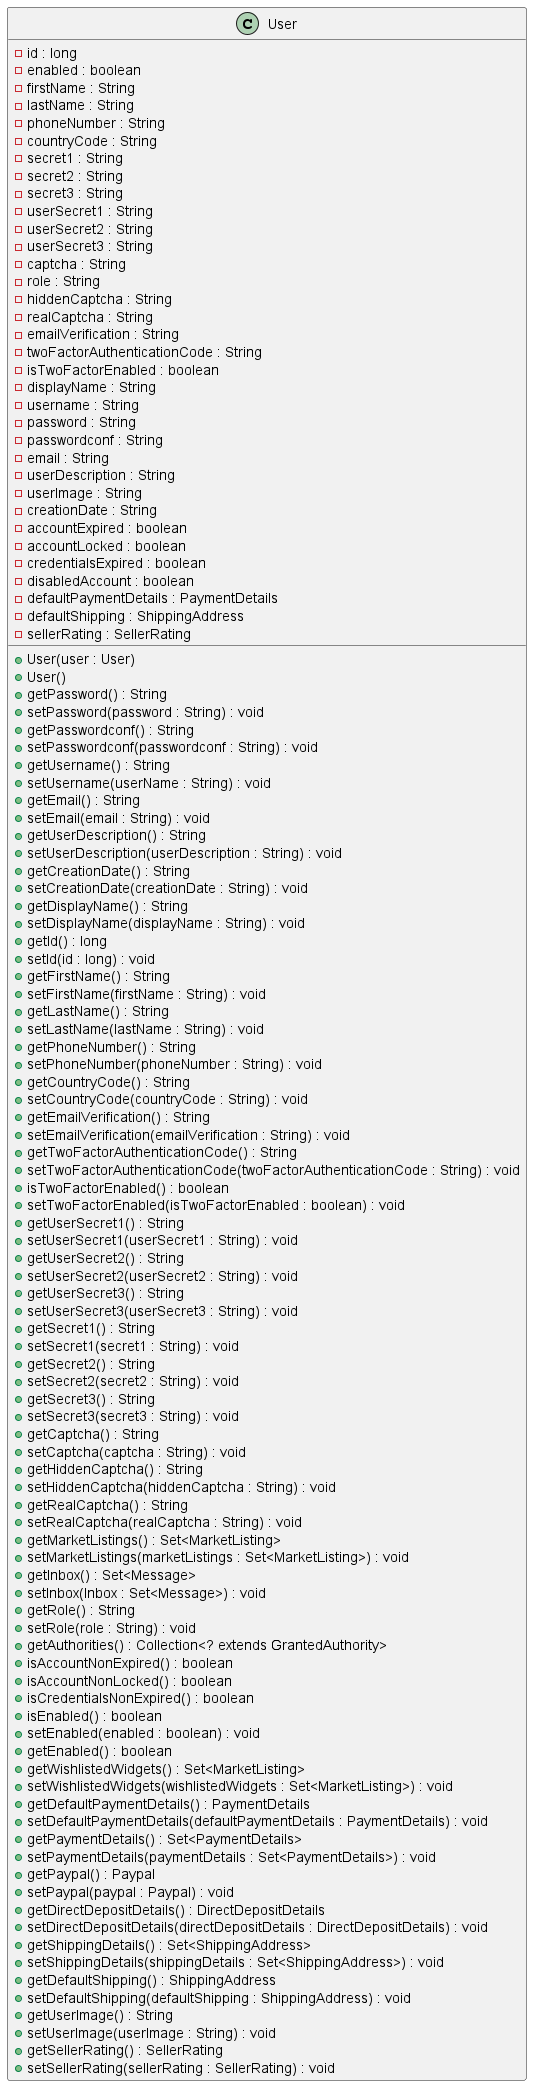 C User
id : long
enabled : boolean
firstName : String
lastName : String
phoneNumber : String
countryCode : String
secret1 : String
secret2 : String
secret3 : String
userSecret1 : String
userSecret2 : String
userSecret3 : String
captcha : String
role : String
hiddenCaptcha : String
realCaptcha : String
emailVerification : String
twoFactorAuthenticationCode : String
isTwoFactorEnabled : boolean
displayName : String
username : String
password : String
passwordconf : String
email : String
userDescription : String
userImage : String
creationDate : String
accountExpired : boolean
accountLocked : boolean
credentialsExpired : boolean
disabledAccount : boolean
defaultPaymentDetails : PaymentDetails
defaultShipping : ShippingAddress
sellerRating : SellerRating
User(user : User)
User()
getPassword() : String
setPassword(password : String) : void
getPasswordconf() : String
setPasswordconf(passwordconf : String) : void
getUsername() : String
setUsername(userName : String) : void
getEmail() : String
setEmail(email : String) : void
getUserDescription() : String
setUserDescription(userDescription : String) : void
getCreationDate() : String
setCreationDate(creationDate : String) : void
getDisplayName() : String
setDisplayName(displayName : String) : void
getId() : long
setId(id : long) : void
getFirstName() : String
setFirstName(firstName : String) : void
getLastName() : String
setLastName(lastName : String) : void
getPhoneNumber() : String
setPhoneNumber(phoneNumber : String) : void
getCountryCode() : String
setCountryCode(countryCode : String) : void
getEmailVerification() : String
setEmailVerification(emailVerification : String) : void
getTwoFactorAuthenticationCode() : String
setTwoFactorAuthenticationCode(twoFactorAuthenticationCode : String) : void
isTwoFactorEnabled() : boolean
setTwoFactorEnabled(isTwoFactorEnabled : boolean) : void
getUserSecret1() : String
setUserSecret1(userSecret1 : String) : void
getUserSecret2() : String
setUserSecret2(userSecret2 : String) : void
getUserSecret3() : String
setUserSecret3(userSecret3 : String) : void
getSecret1() : String
setSecret1(secret1 : String) : void
getSecret2() : String
setSecret2(secret2 : String) : void
getSecret3() : String
setSecret3(secret3 : String) : void
getCaptcha() : String
setCaptcha(captcha : String) : void
getHiddenCaptcha() : String
setHiddenCaptcha(hiddenCaptcha : String) : void
getRealCaptcha() : String
setRealCaptcha(realCaptcha : String) : void
getMarketListings() : Set<MarketListing>
setMarketListings(marketListings : Set<MarketListing>) : void
getInbox() : Set<Message>
setInbox(Inbox : Set<Message>) : void
getRole() : String
setRole(role : String) : void
getAuthorities() : Collection<? extends GrantedAuthority>
isAccountNonExpired() : boolean
isAccountNonLocked() : boolean
isCredentialsNonExpired() : boolean
isEnabled() : boolean
setEnabled(enabled : boolean) : void
getEnabled() : boolean
getWishlistedWidgets() : Set<MarketListing>
setWishlistedWidgets(wishlistedWidgets : Set<MarketListing>) : void
getDefaultPaymentDetails() : PaymentDetails
setDefaultPaymentDetails(defaultPaymentDetails : PaymentDetails) : void
getPaymentDetails() : Set<PaymentDetails>
setPaymentDetails(paymentDetails : Set<PaymentDetails>) : void
getPaypal() : Paypal
setPaypal(paypal : Paypal) : void
getDirectDepositDetails() : DirectDepositDetails
setDirectDepositDetails(directDepositDetails : DirectDepositDetails) : void
getShippingDetails() : Set<ShippingAddress>
setShippingDetails(shippingDetails : Set<ShippingAddress>) : void
getDefaultShipping() : ShippingAddress
setDefaultShipping(defaultShipping : ShippingAddress) : void
getUserImage() : String
setUserImage(userImage : String) : void
getSellerRating() : SellerRating
setSellerRating(sellerRating : SellerRating) : void